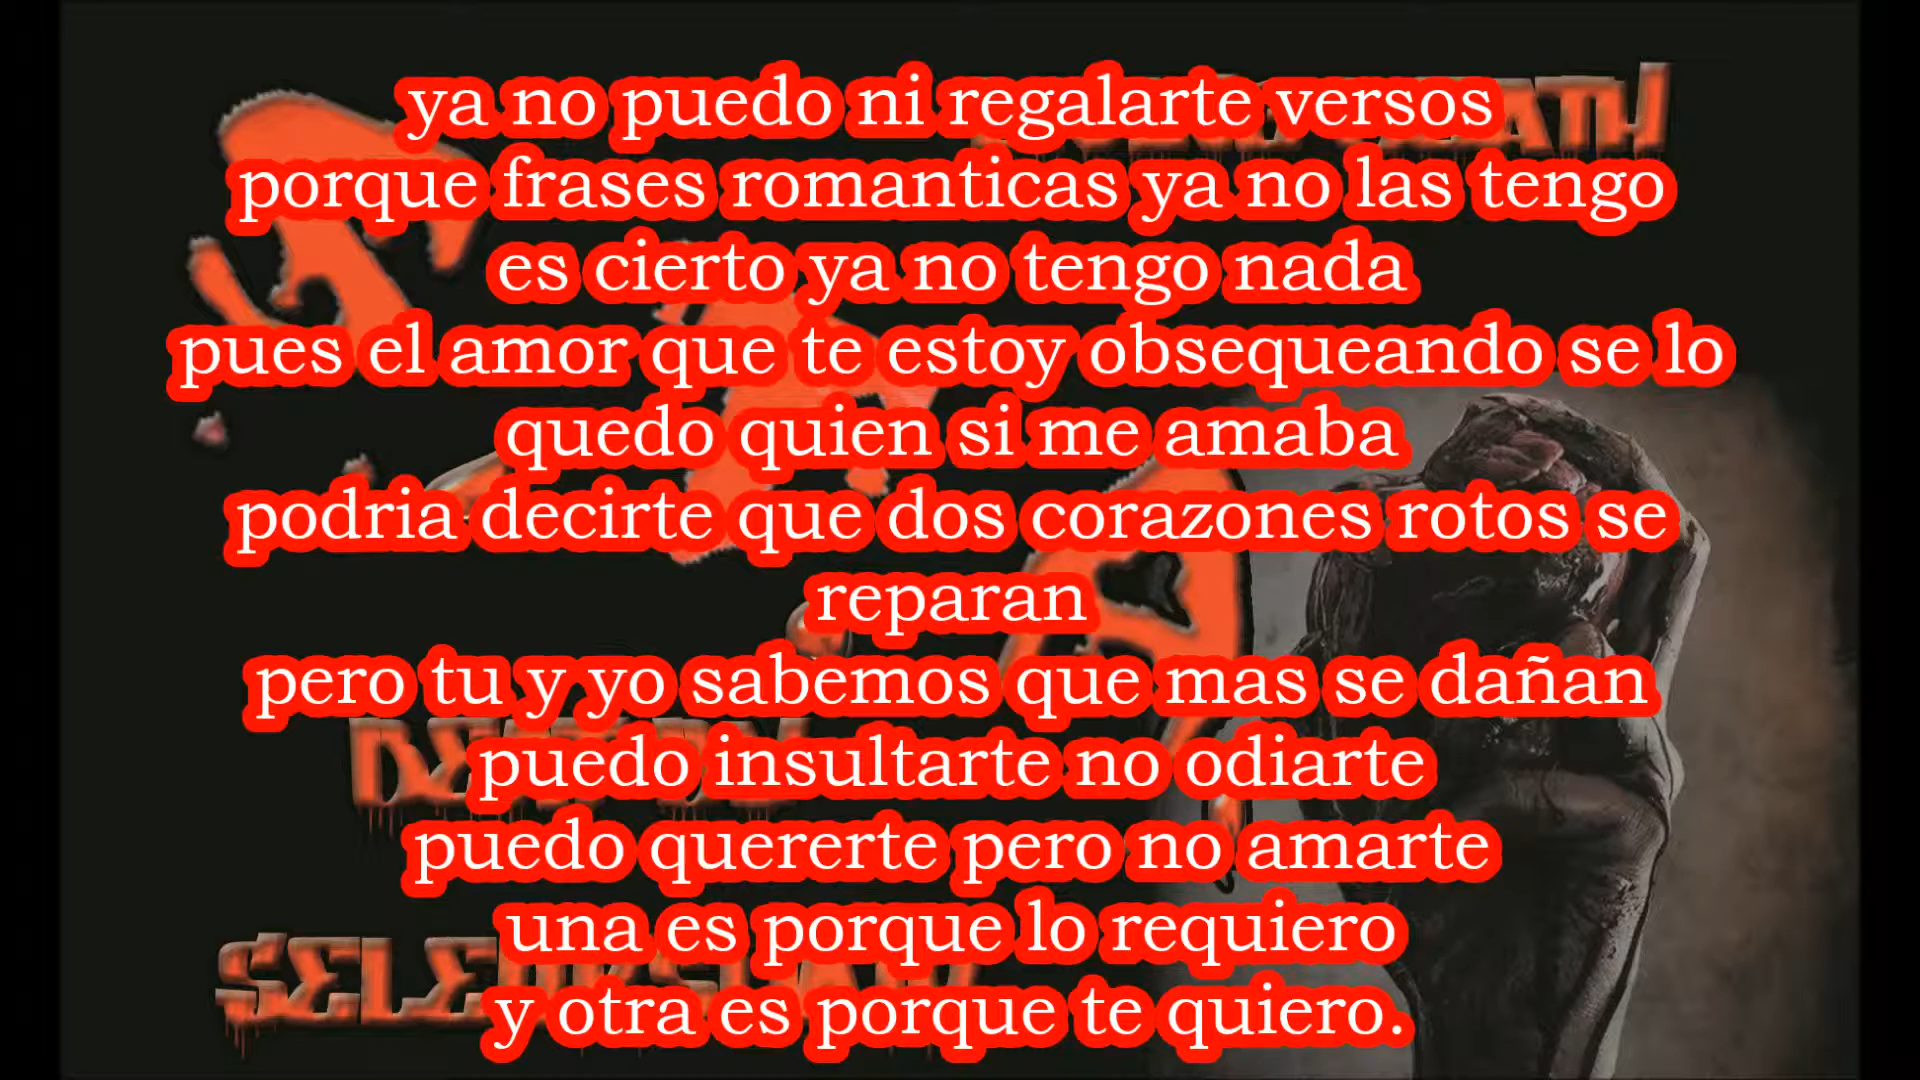 ya no puedo ni regalarte versos
porque frases romanticas ya no las tengo
es cierto ya no tengo nada
pues el amor que te estoy obsequeando se lo
quedo quien si me amaba
podria decirte que dos corazones rotos se
reparan
pero tu y yo sabemos que mas se dañan
puedo insultarte no odiarte
puedo quererte pero no amarte
una es porque lo requiero
y otra es porque te quiero.